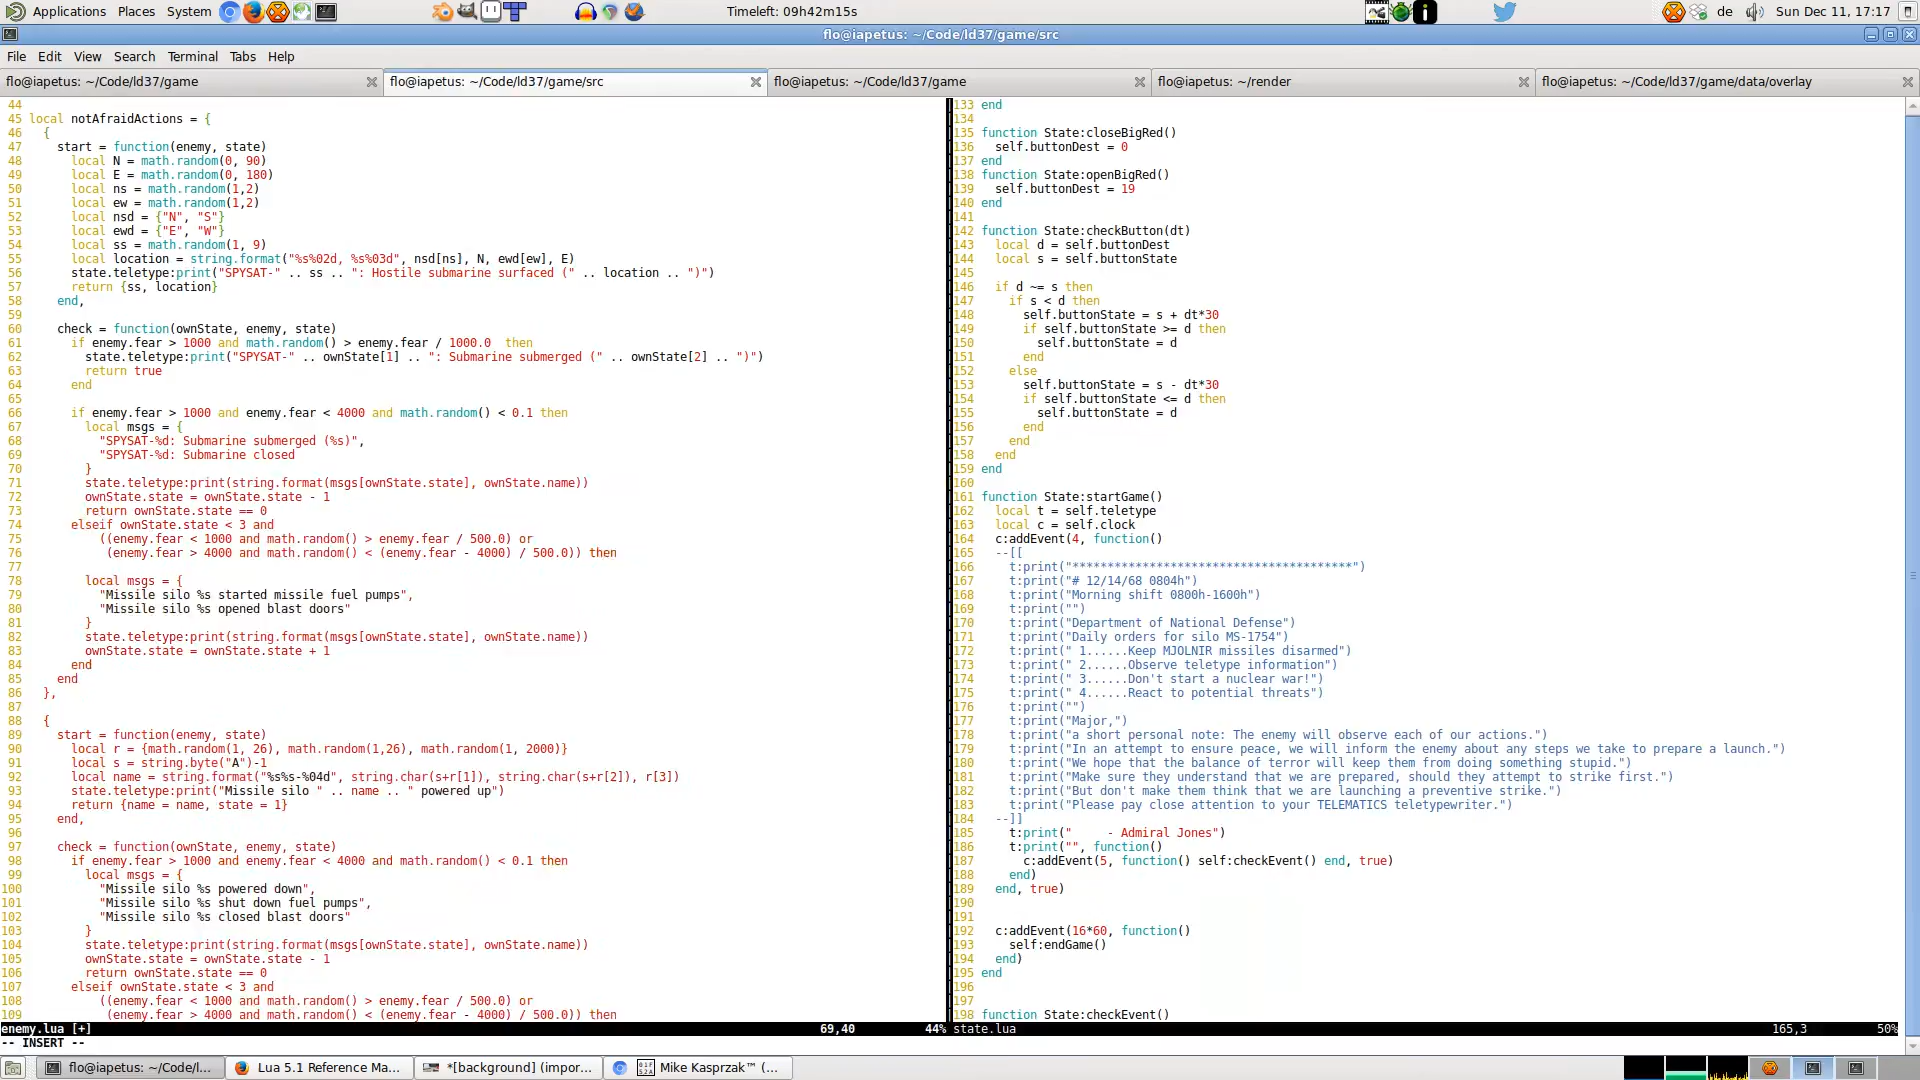 Applications Places System Timeleft: 09h42m15s de Sun Dec 11, 17:17
flo@iapetus: ~/Code/ld37/game/src
File Edit View Search Terminal Tabs Help
flo@iapetus: ~/Code/ld37/game flo@iapetus: ~/Code/ld37/game/src flo@iapetus: ~/Code/ld37/game flo@iapetus: ~/render flo@iapetus: ~/Code/ld37/game/data/overlay
44
45 local notAfraidActions = {
46 {
47 start = function(enemy, state)
48 local N = math.random(0, 90)
49 local E = math.random(0, 180)
50 local ns = math.random(1,2)
51 local ew = math.random(1,2)
52 local nsd = {"N", "S"}
53 local ewd = {"E", "W"}
54 local ss = math.random(1, 9)
55 local location = string.format("%s%02d, %s%03d", nsd[ns], N, ewd[ew], E)
56 state.teletype:print("SPYSAT-" .. ss .. ": Hostile submarine surfaced (" .. location .. ")")
57 return {ss, location}
58 end,
59
60 check = function(ownState, enemy, state)
61 if enemy.fear > 1000 and math.random() > enemy.fear / 1000.0  then
62 state.teletype:print("SPYSAT-" .. ownState[1] .. ": Submarine submerged (" .. ownState[2] .. ")")
63 return true
64 end
65
66 if enemy.fear > 1000 and enemy.fear < 4000 and math.random() < 0.1 then
67 local msgs = {
68 "SPYSAT-%d: Submarine submerged (%s)",
69 "SPYSAT-%d: Submarine closed
70 }
71 state.teletype:print(string.format(msgs[ownState.state], ownState.name))
72 ownState.state = ownState.state - 1
73 return ownState.state == 0
74 elseif ownState.state < 3 and
75 ((enemy.fear < 1000 and math.random() > enemy.fear / 500.0) or
76 (enemy.fear > 4000 and math.random() < (enemy.fear - 4000) / 500.0)) then
77
78 local msgs = {
79 "Missile silo %s started missile fuel pumps",
80 "Missile silo %s opened blast doors"
81 }
82 state.teletype:print(string.format(msgs[ownState.state], ownState.name))
83 ownState.state = ownState.state + 1
84 end
85 end
86 },
87
88 {
89 start = function(enemy, state)
90 local r = {math.random(1, 26), math.random(1,26), math.random(1, 2000)}
91 local s = string.byte("A")-1
92 local name = string.format("%s%s-%04d", string.char(s+r[1]), string.char(s+r[2]), r[3])
93 state.teletype:print("Missile silo " .. name .. " powered up")
94 return {name = name, state = 1}
95 end,
96
97 check = function(ownState, enemy, state)
98 if enemy.fear > 1000 and enemy.fear < 4000 and math.random() < 0.1 then
99 local msgs = {
100 "Missile silo %s powered down",
101 "Missile silo %s shut down fuel pumps",
102 "Missile silo %s closed blast doors"
103 }
104 state.teletype:print(string.format(msgs[ownState.state], ownState.name))
105 ownState.state = ownState.state - 1
106 return ownState.state == 0
107 elseif ownState.state < 3 and
108 ((enemy.fear < 1000 and math.random() > enemy.fear / 500.0) or
109 (enemy.fear > 4000 and math.random() < (enemy.fear - 4000) / 500.0)) then
enemy.lua [+] 69,40 44%
-- INSERT --
133 end
134
135 function State:closeBigRed()
136 self.buttonDest = 0
137 end
138 function State:openBigRed()
139 self.buttonDest = 19
140 end
141
142 function State:checkButton(dt)
143 local d = self.buttonDest
144 local s = self.buttonState
145
146 if d ~= s then
147 if s < d then
148 self.buttonState = s + dt*30
149 if self.buttonState >= d then
150 self.buttonState = d
151 end
152 else
153 self.buttonState = s - dt*30
154 if self.buttonState <= d then
155 self.buttonState = d
156 end
157 end
158 end
159 end
160
161 function State:startGame()
162 local t = self.teletype
163 local c = self.clock
164 c:addEvent(4, function()
165 --[[
166 t:print("****************************************")
167 t:print("# 12/14/68 0804h")
168 t:print("Morning shift 0800h-1600h")
169 t:print("")
170 t:print("Department of National Defense")
171 t:print("Daily orders for silo MS-1754")
172 t:print(" 1......Keep MJOLNIR missiles disarmed")
173 t:print(" 2......Observe teletype information")
174 t:print(" 3......Don't start a nuclear war!")
175 t:print(" 4......React to potential threats")
176 t:print("")
177 t:print("Major,")
178 t:print("a short personal note: The enemy will observe each of our actions.")
179 t:print("In an attempt to ensure peace, we will inform the enemy about any steps we take to prepare a launch.")
180 t:print("We hope that the balance of terror will keep them from doing something stupid.")
181 t:print("Make sure they understand that we are prepared, should they attempt to strike first.")
182 t:print("But don't make them think that we are launching a preventive strike.")
183 t:print("Please pay close attention to your TELEMATICS teletypewriter.")
184 --]]
185 t:print("     - Admiral Jones")
186 t:print("", function()
187 c:addEvent(5, function() self:checkEvent() end, true)
188 end)
189 end, true)
190
191
192 c:addEvent(16*60, function()
193 self:endGame()
194 end)
195 end
196
197
198 function State:checkEvent()
state.lua 165,3 50%
flo@iapetus: ~/Code/l... Lua 5.1 Reference Ma... *[background] (impor... Mike Kasprzak™ (...